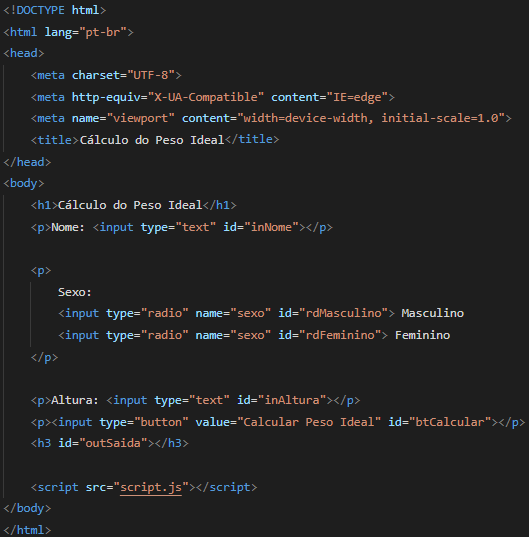 <!DOCTYPE html>
<html lang="pt-br">
<head>
    <meta charset="UTF-8">
    <meta http-equiv="X-UA-Compatible" content="IE=edge">
    <meta name="viewport" content="width=device-width, initial-scale=1.0">
    <title>Cálculo do Peso Ideal</title>
</head>
<body>
    <h1>Cálculo do Peso Ideal</h1>
    <p>Nome: <input type="text" id="inNome"></p>
    <p>
        Sexo:
        <input type="radio" name="sexo" id="rdMasculino"> Masculino
        <input type="radio" name="sexo" id="rdFeminino"> Feminino
    </p>
    <p>Altura: <input type="text" id="inAltura"></p>
    <p><input type="button" value="Calcular Peso Ideal" id="btCalcular"></p>
    <h3 id="outSaida"></h3>
    <script src="script.js"></script>
</body>
</html>